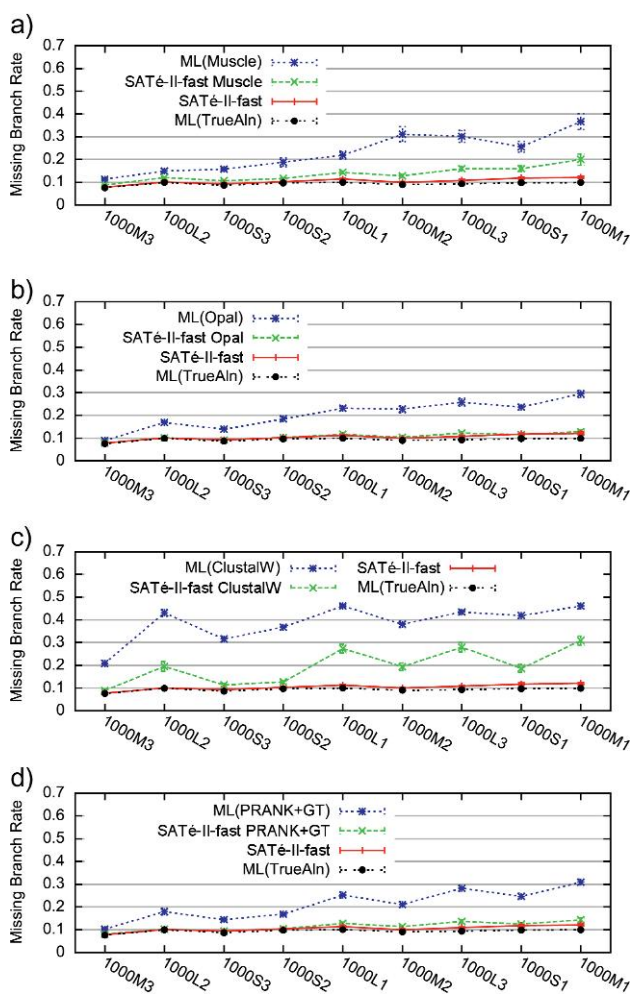 a)
Missing Branch Rate
0.7
0.6
0.5
0.4
0.3
0.2
0.1
0
ML(Muscle)
SATé-II-fast Muscle
SATé-II-fast
ML(TrueAln)
1000M3
1000L2
1000S3
1000S2
1000L1
1000M2
1000L3
1000S1
1000M1
b)
Missing Branch Rate
0.7
0.6
0.5
0.4
0.3
0.2
0.1
0
ML(Opal)
SATé-II-fast Opal
SATé-II-fast
ML(TrueAln)
1000M3
1000L2
1000S3
1000S2
1000L1
1000M2
1000L3
1000S1
1000M1
c)
Missing Branch Rate
0.7
0.6
0.5
0.4
0.3
0.2
0.1
0
ML(ClustalW)
SATé-II-fast ClustalW
SATé-II-fast
ML(TrueAln)
1000M3
1000L2
1000S3
1000S2
1000L1
1000M2
1000L3
1000S1
1000M1
d)
Missing Branch Rate
0.7
0.6
0.5
0.4
0.3
0.2
0.1
0
ML(PRANK+GT)
SATé-II-fast PRANK+GT
SATé-II-fast
ML(TrueAln)
1000M3
1000L2
1000S3
1000S2
1000L1
1000M2
1000L3
1000S1
1000M1